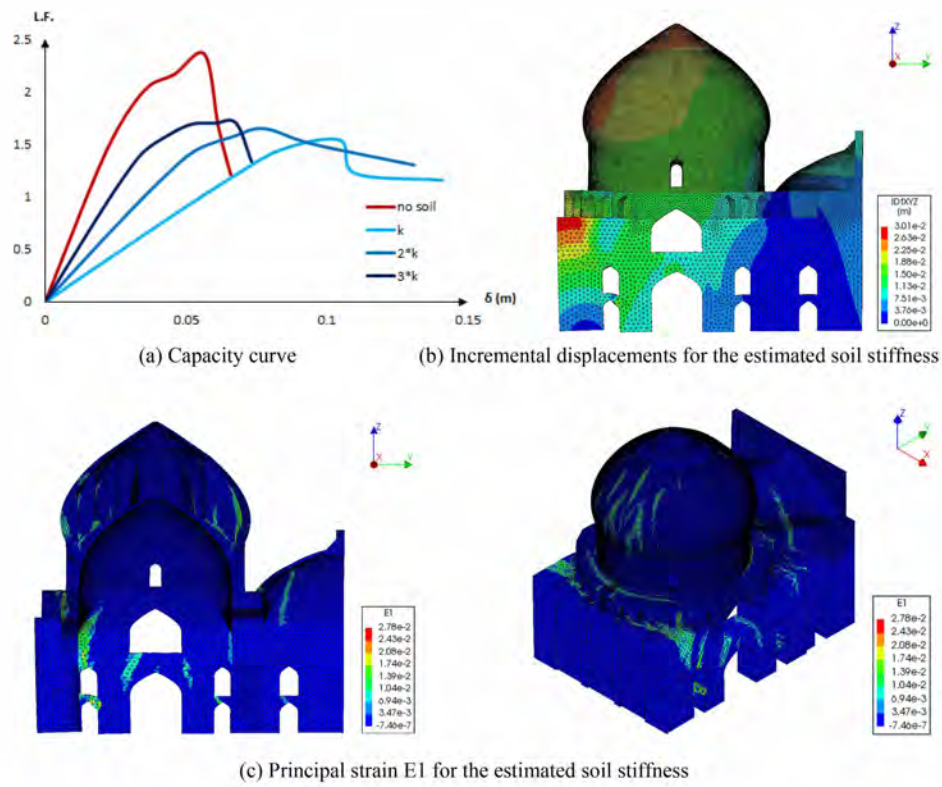 L.F.
2.5
2
1.5
1
0.5
0
0
0.05
0.1
0.15
δ (m)
no soil
k
2*k
3*k
(a) Capacity curve
Z
X
Y
IDtXYZ
(m)
3.01e-2
2.63e-2
2.25e-2
1.88e-2
1.50e-2
1.13e-2
7.51e-3
3.76e-3
0.00e+0
(b) Incremental displacements for the estimated soil stiffness
Z
X
Y
E1
2.78e-2
2.43e-2
2.08e-2
1.74e-2
1.39e-2
1.04e-2
6.94e-3
3.47e-3
-7.46e-7
Z
Y
X
E1
2.78e-2
2.43e-2
2.08e-2
1.74e-2
1.39e-2
1.04e-2
6.94e-3
3.47e-3
-7.46e-7
(c) Principal strain E1 for the estimated soil stiffness